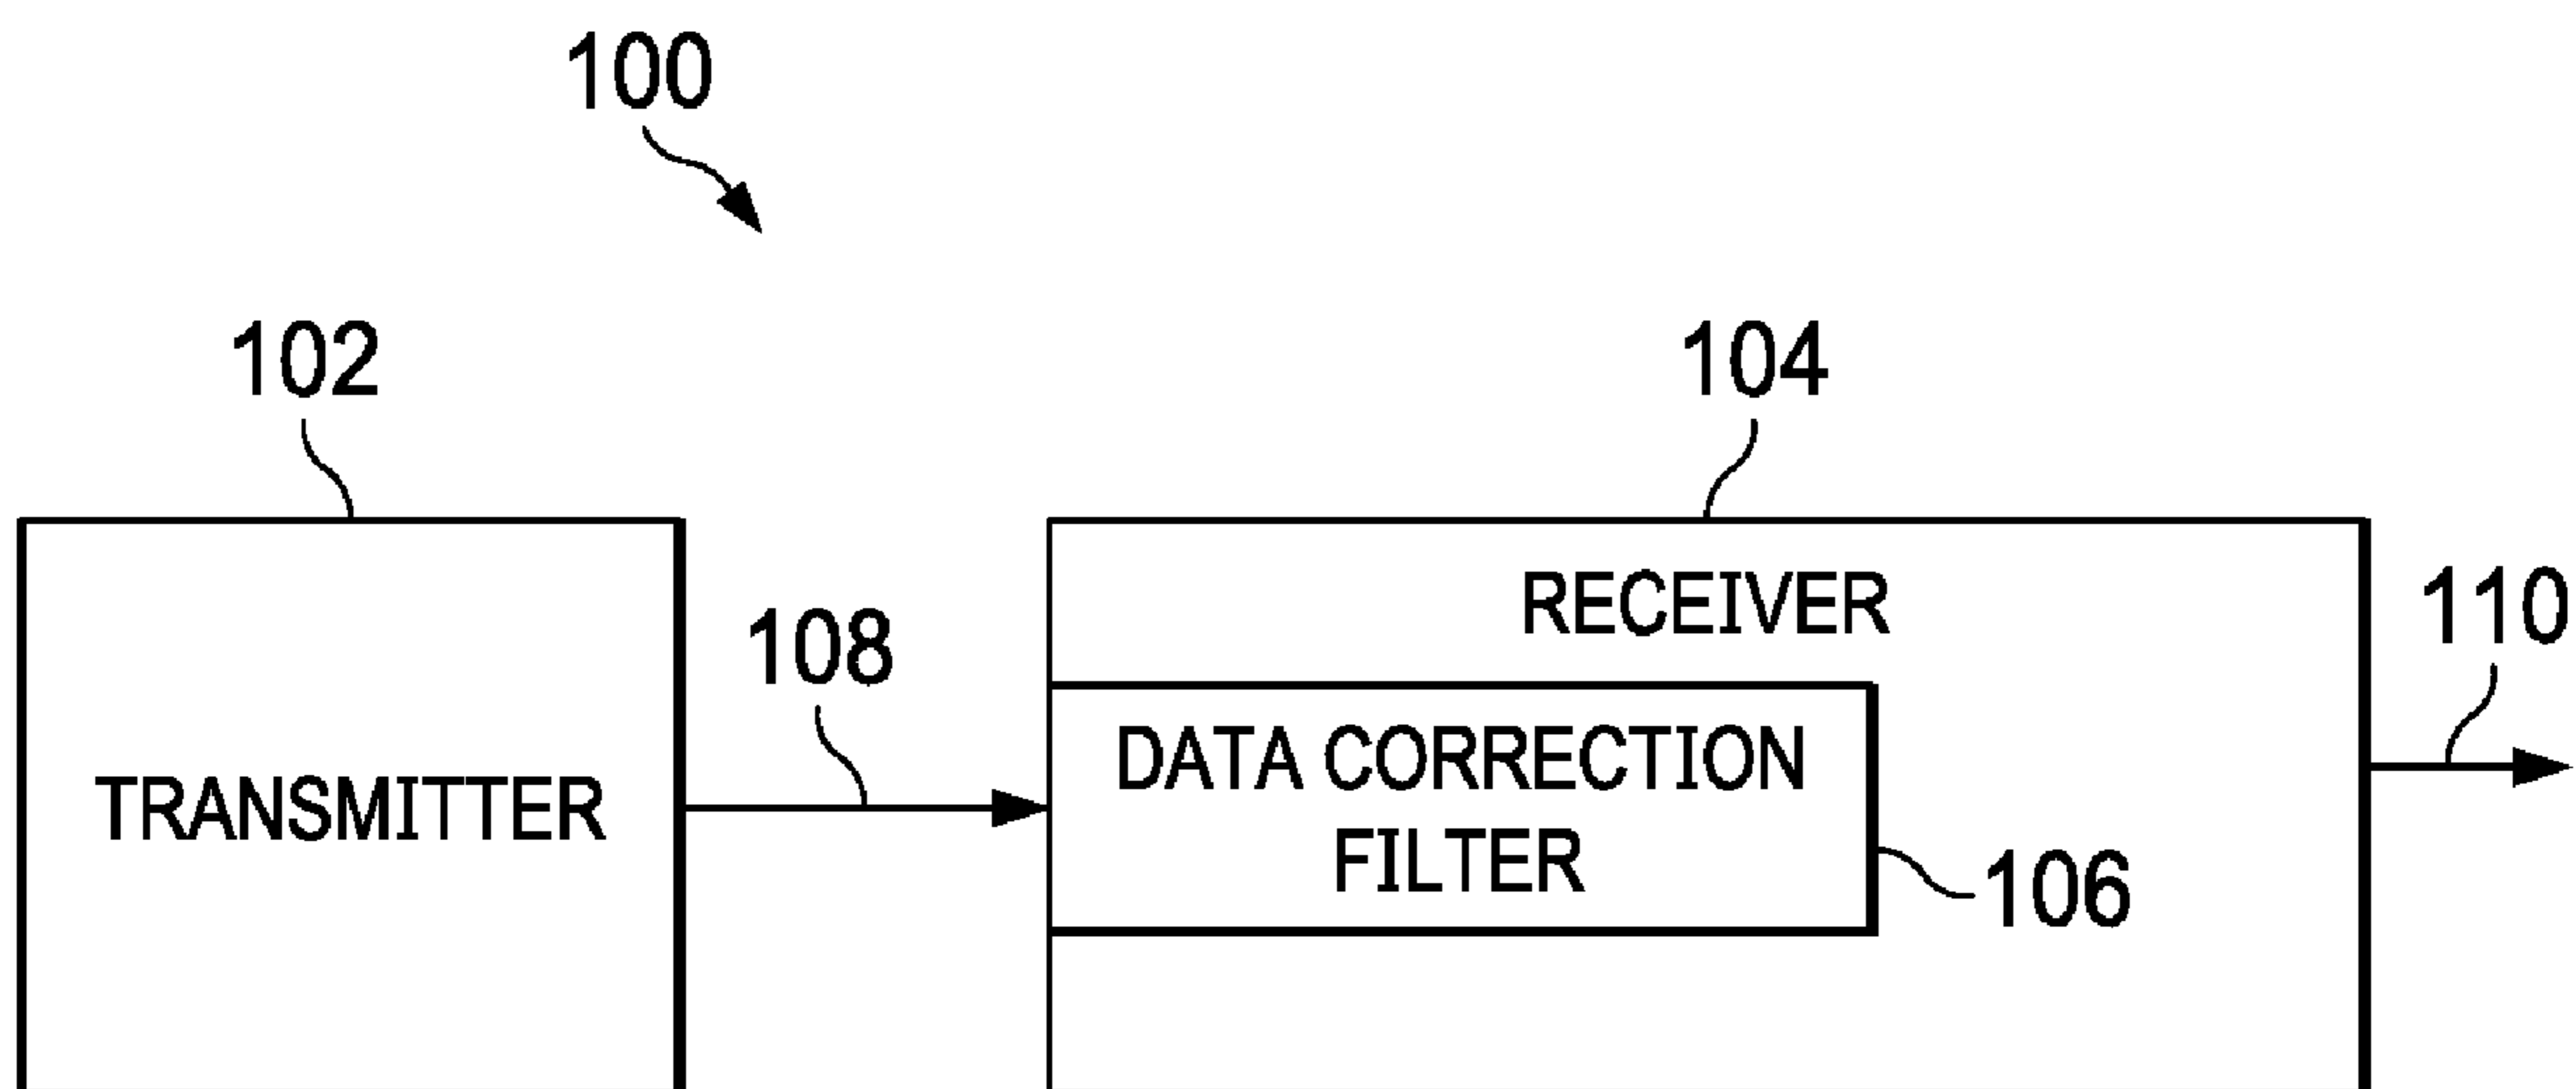 100
102
104
RECEIVER
110
108
DATA CORRECTION
FILTER
TRANSMITTER
106